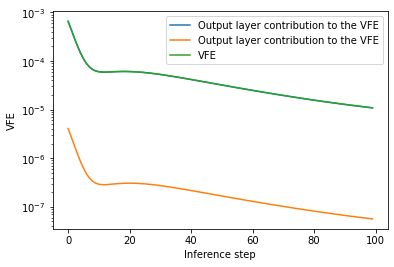 10⁻³
10⁻⁴
10⁻⁵
10⁻⁶
10⁻⁷
VFE
Output layer contribution to the VFE
Output layer contribution to the VFE
VFE
0 20 40 60 80 100
Inference step